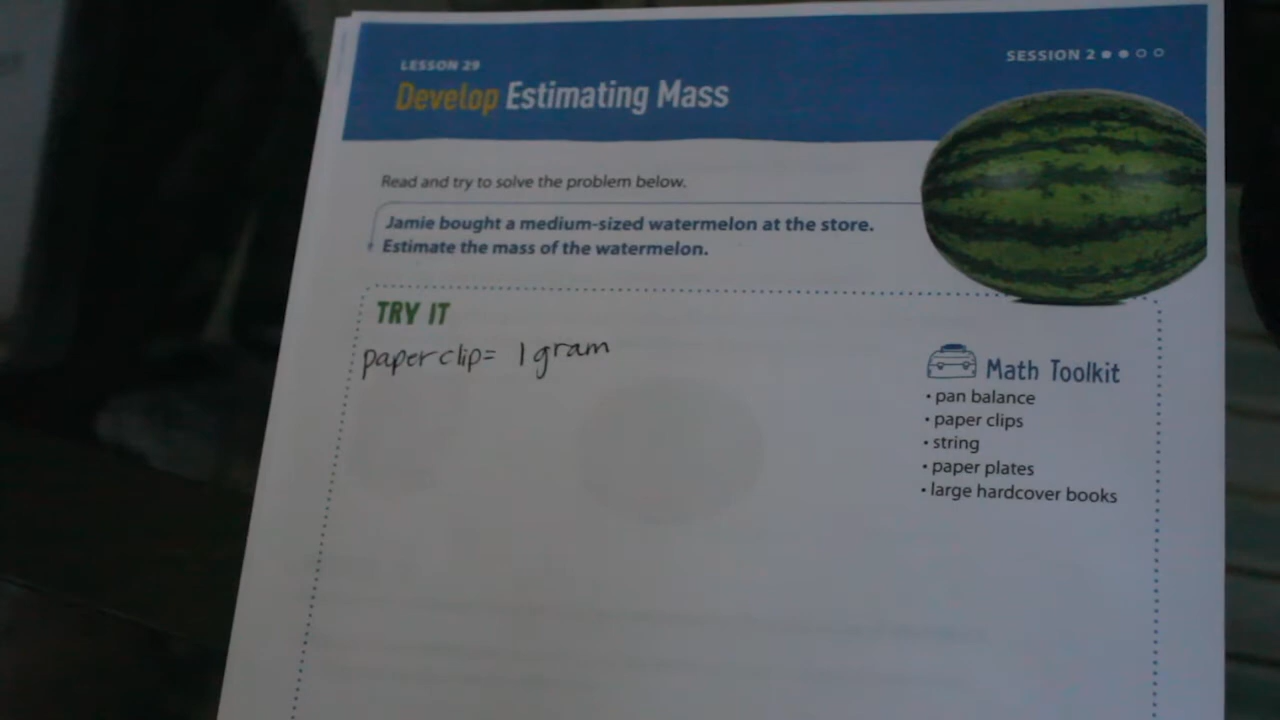 LESSON 29
SESSION 2
Develop Estimating Mass
Read and try to solve the problem below.
Jamie bought a medium-sized watermelon at the store.
Estimate the mass of the watermelon.
TRY IT
paper clip= 1 gram
Math Toolkit
• pan balance
• paper clips
• string
• paper plates
• large hardcover books